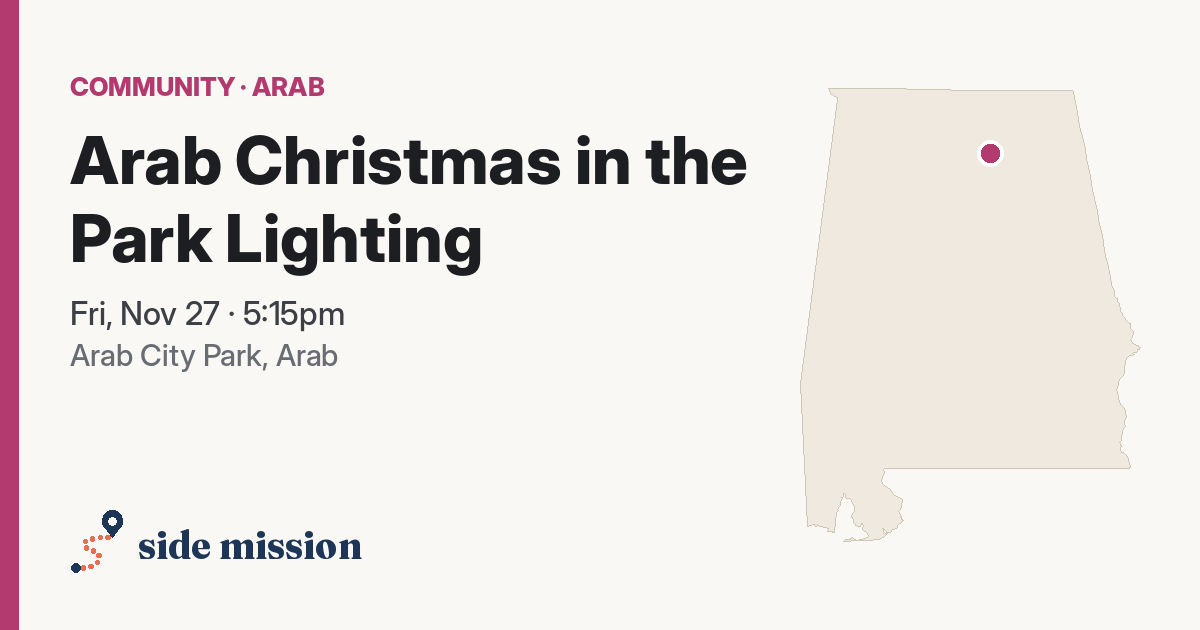 COMMUNITY · ARAB
Arab Christmas in the
Park Lighting
Fri, Nov 27 · 5:15pm
Arab City Park, Arab
side mission